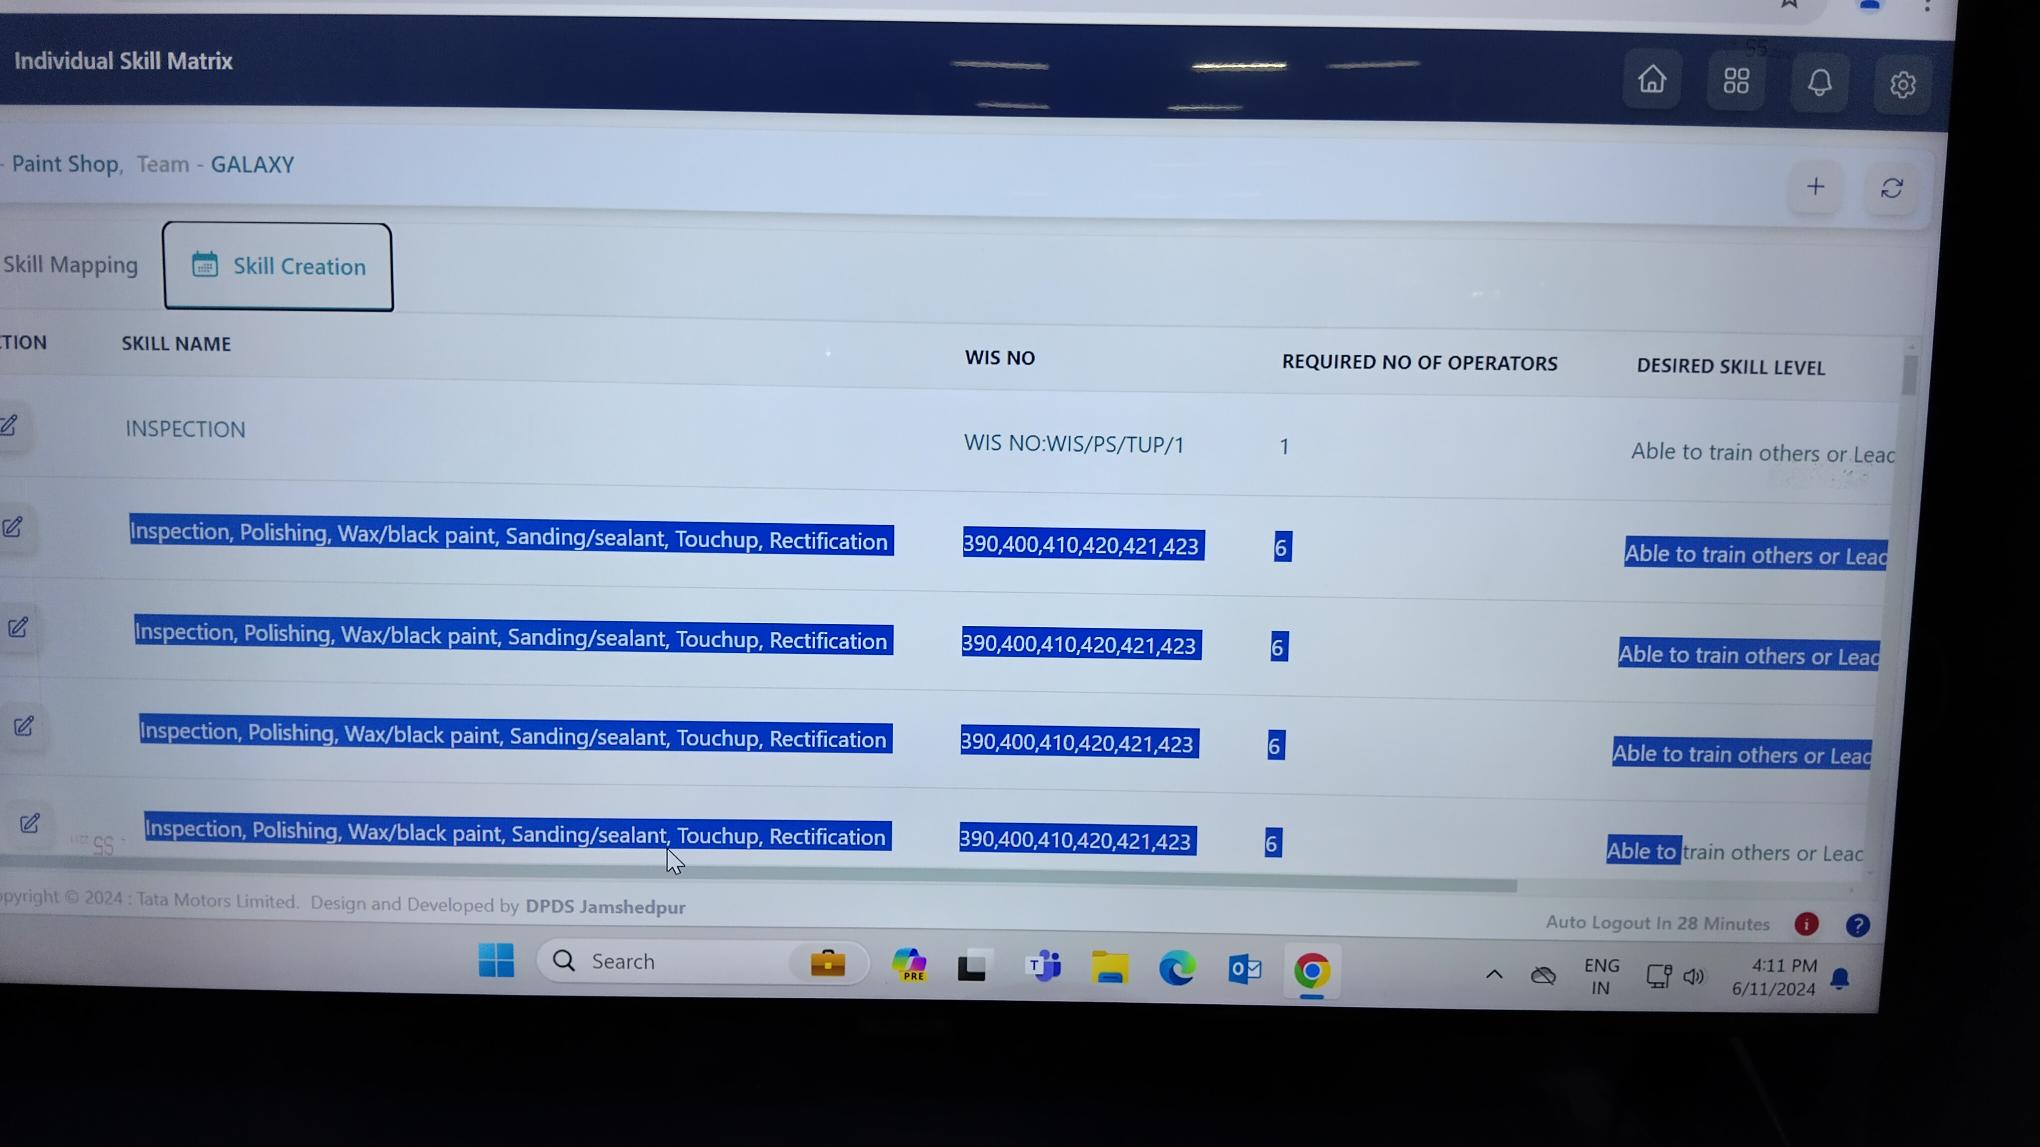 Individual Skill Matrix
- Paint Shop, Team - GALAXY
Skill Mapping
Skill Creation
TION SKILL NAME WIS NO REQUIRED NO OF OPERATORS DESIRED SKILL LEVEL
INSPECTION WIS NO:WIS/PS/TUP/1 1 Able to train others or Lead
Inspection, Polishing, Wax/black paint, Sanding/sealant, Touchup, Rectification 390,400,410,420,421,423 6 Able to train others or Lead
Inspection, Polishing, Wax/black paint, Sanding/sealant, Touchup, Rectification 390,400,410,420,421,423 6 Able to train others or Lead
Inspection, Polishing, Wax/black paint, Sanding/sealant, Touchup, Rectification 390,400,410,420,421,423 6 Able to train others or Lead
Inspection, Polishing, Wax/black paint, Sanding/sealant, Touchup, Rectification 390,400,410,420,421,423 6 Able to train others or Lead
opyright © 2024 : Tata Motors Limited. Design and Developed by DPDS Jamshedpur
Auto Logout In 28 Minutes
Search
PRE
ENG
IN
4:11 PM
6/11/2024